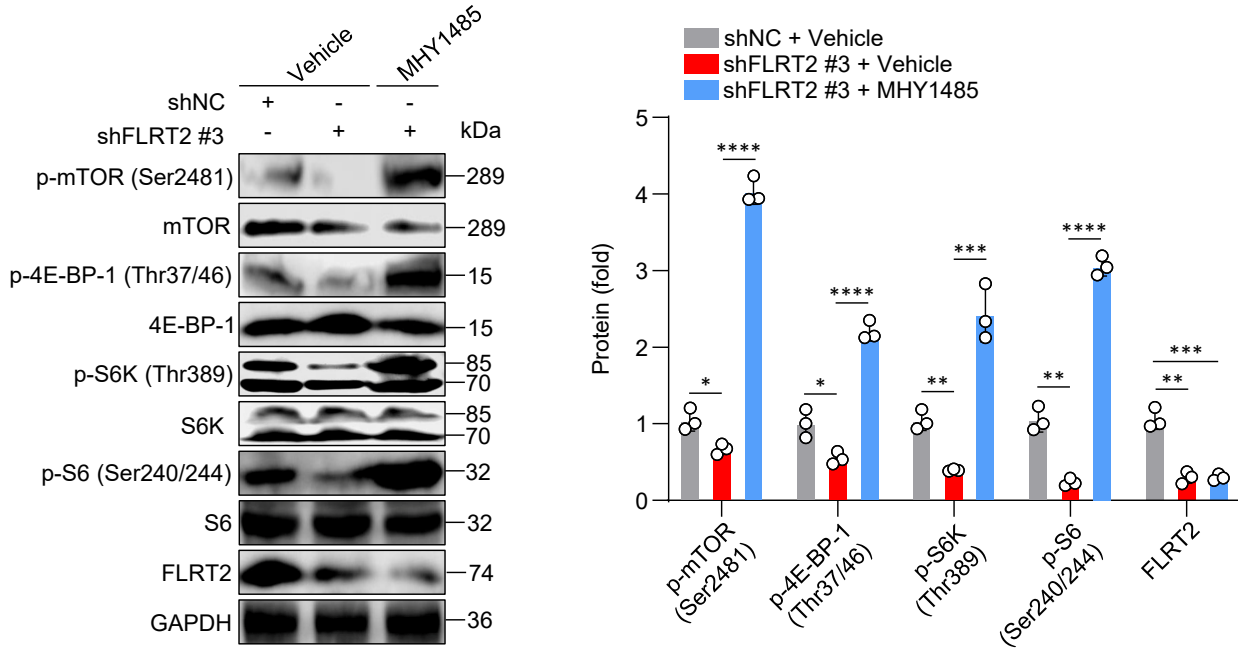 Vehicle MHY1485
shNC + - -
shFLRT2 #3 - + + kDa
p-mTOR (Ser2481) 289
mTOR 289
p-4E-BP-1 (Thr37/46) 15
4E-BP-1 15
p-S6K (Thr389) 85
70
S6K 85
70
p-S6 (Ser240/244) 32
S6 32
FLRT2 74
GAPDH 36
shNC + Vehicle
shFLRT2 #3 + Vehicle
shFLRT2 #3 + MHY1485
Protein (fold)
5
4
3
2
1
0
* ****
* ****
** ***
** ****
** ***
p-mTOR
(Ser2481)
p-4E-BP-1
(Thr37/46)
p-S6K
(Thr389)
p-S6
(Ser240/244)
FLRT2